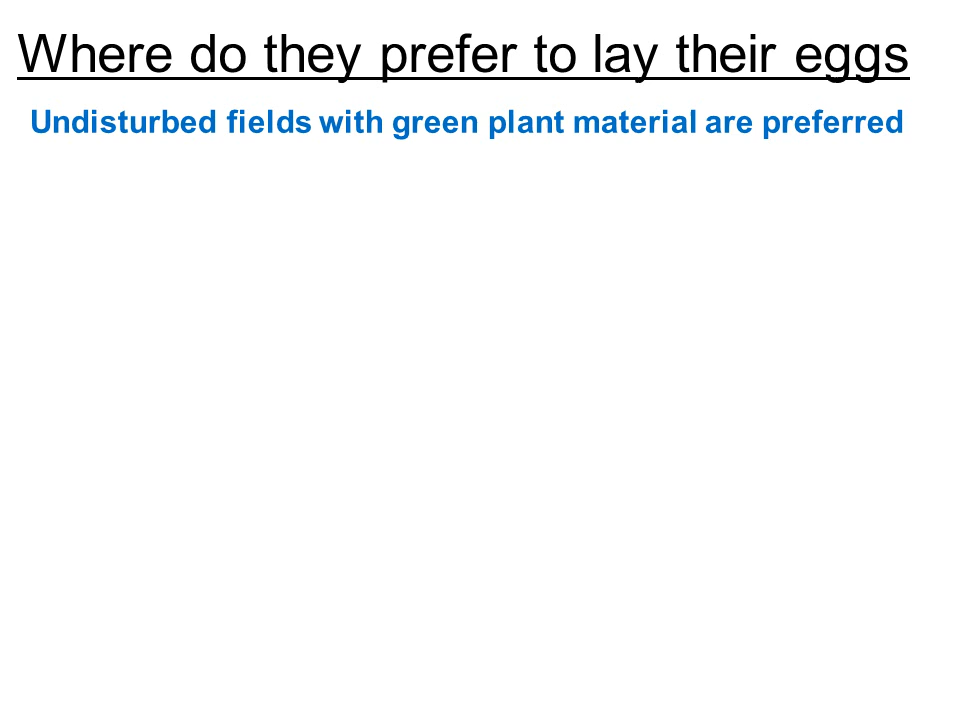 Where do they prefer to lay their eggs
Undisturbed fields with green plant material are preferred